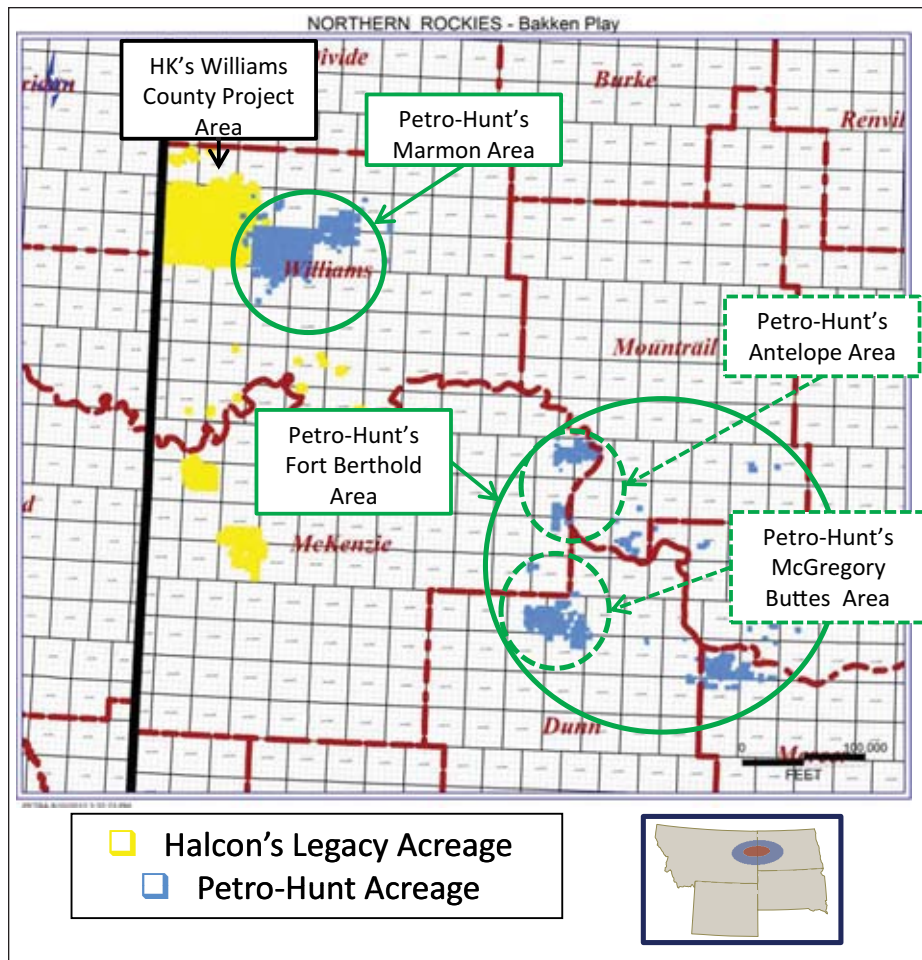 NORTHERN ROCKIES - Bakken Play
HK's Williams
County Project
Area
Divide
Burke
Renvil
Petro-Hunt's
Marmon Area
Williams
Petro-Hunt's
Antelope Area
Mountrail
Petro-Hunt's
Fort Berthold
Area
d
McKenzie
Petro-Hunt's
McGregory
Buttes Area
Dunn
0
100,000
FEET
Halcon's Legacy Acreage
Petro-Hunt Acreage